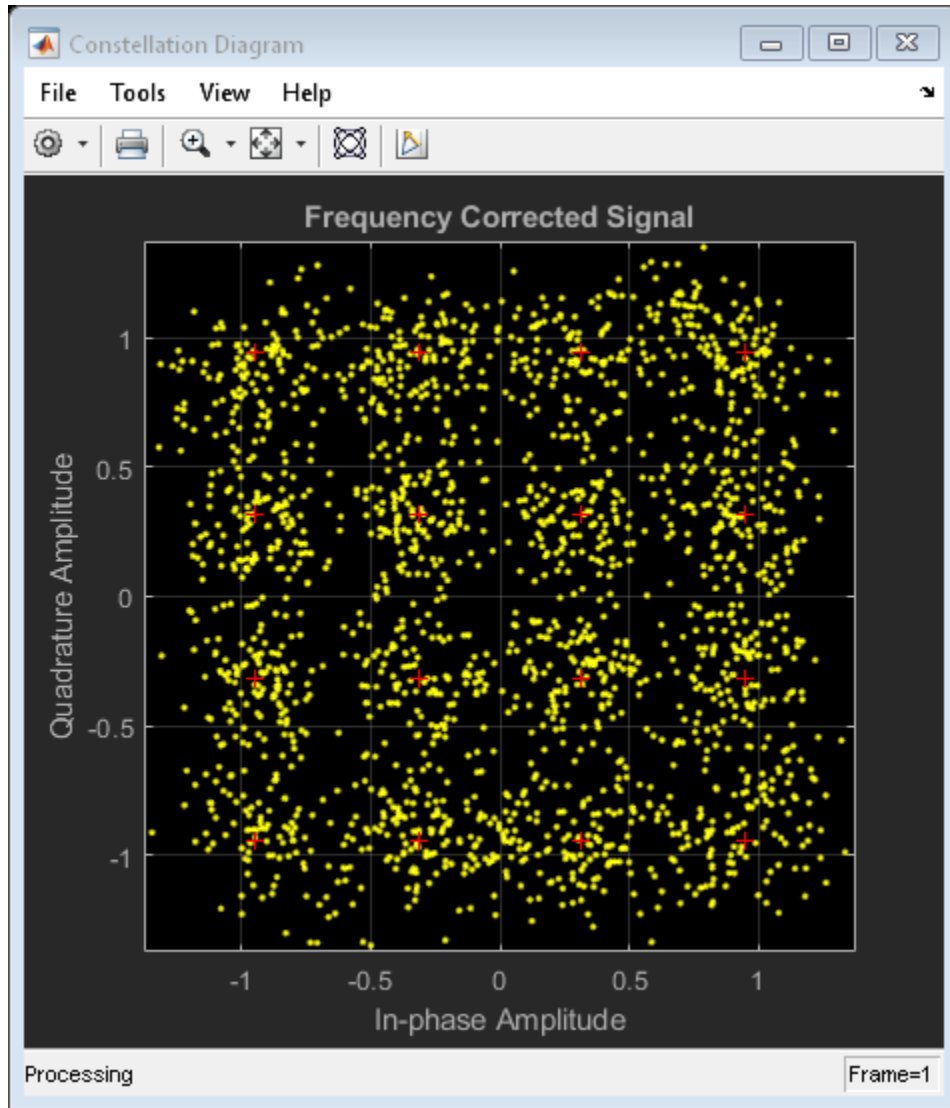 Constellation Diagram
File Tools View Help
Frequency Corrected Signal
1
0.5
0
-0.5
-1
Quadrature Amplitude
-1 -0.5 0 0.5 1
In-phase Amplitude
Processing Frame=1